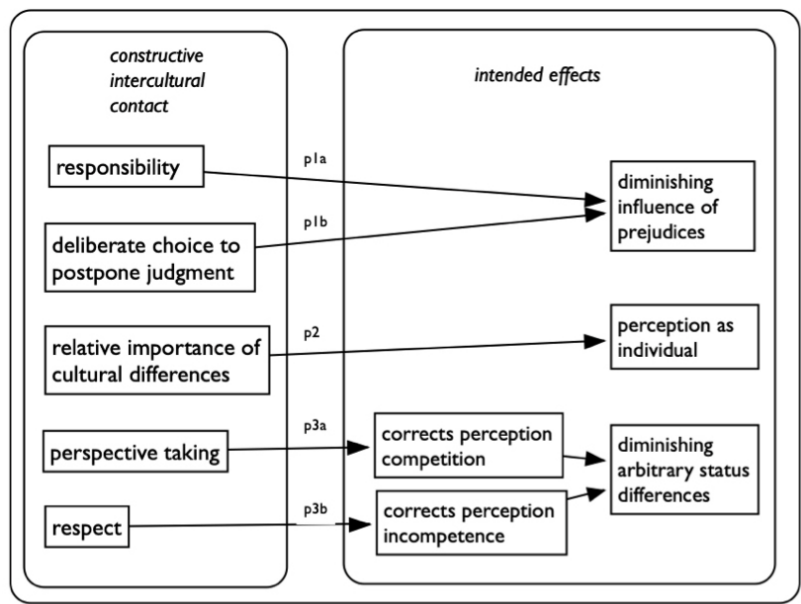 constructive
intercultural
contact
intended effects
responsibility
p1a
diminishing
influence of
prejudices
deliberate choice to
postpone judgment
p1b
relative importance of
cultural differences
p2
perception as
individual
perspective taking
p3a
corrects perception
competition
diminishing
arbitrary status
differences
respect
p3b
corrects perception
incompetence